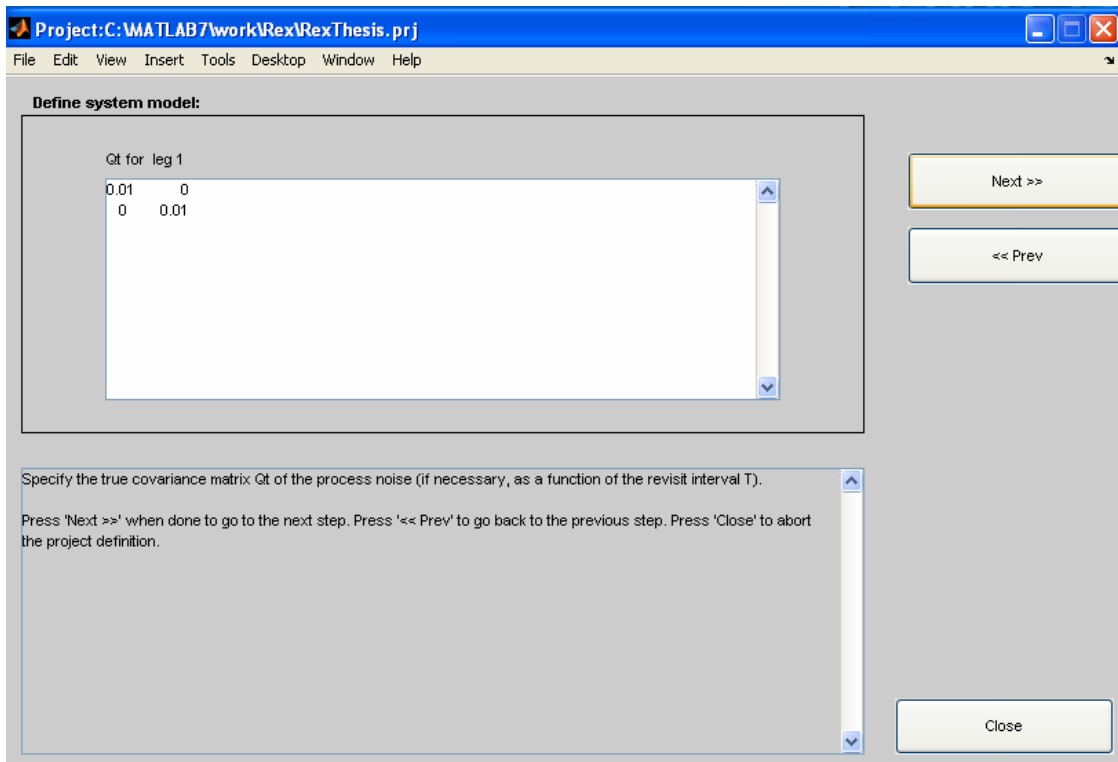 Project:C:\MATLAB7\work\Rex\RexThesis.prj
File Edit View Insert Tools Desktop Window Help
Define system model:
Qt for leg 1
0.01 0
0 0.01
Next >>
<< Prev
Specify the true covariance matrix Qt of the process noise (if necessary, as a function of the revisit interval T).
Press 'Next >>' when done to go to the next step. Press '<< Prev' to go back to the previous step. Press 'Close' to abort
the project definition.
Close